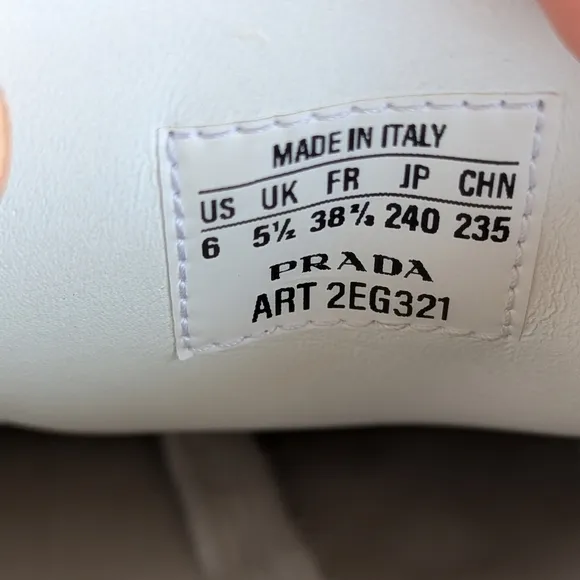 MADE IN ITALY
US UK FR JP CHN
6 5½ 38⅔ 240 235
PRADA
ART 2EG321